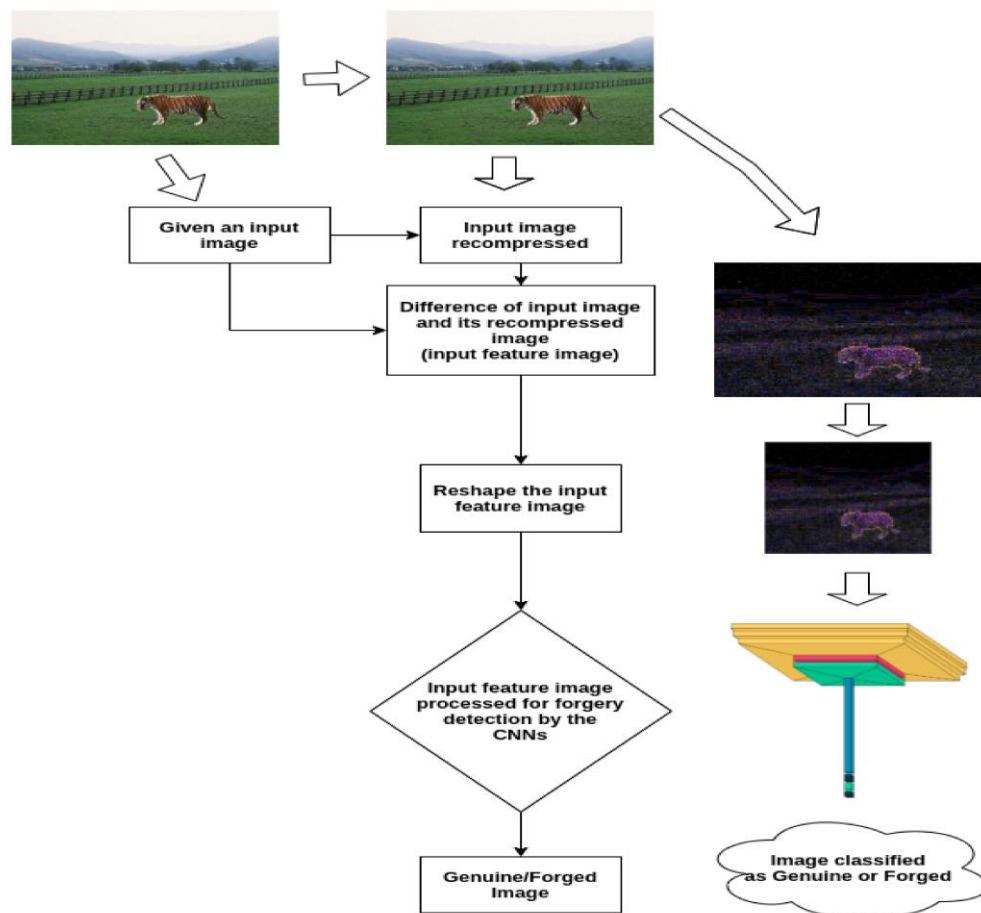 Given an input
image
Input image
recompressed
Difference of input image
and its recompressed
image
(input feature image)
Reshape the input
feature image
Input feature image
processed for forgery
detection by the
CNNs
Genuine/Forged
Image
Image classified
as Genuine or Forged